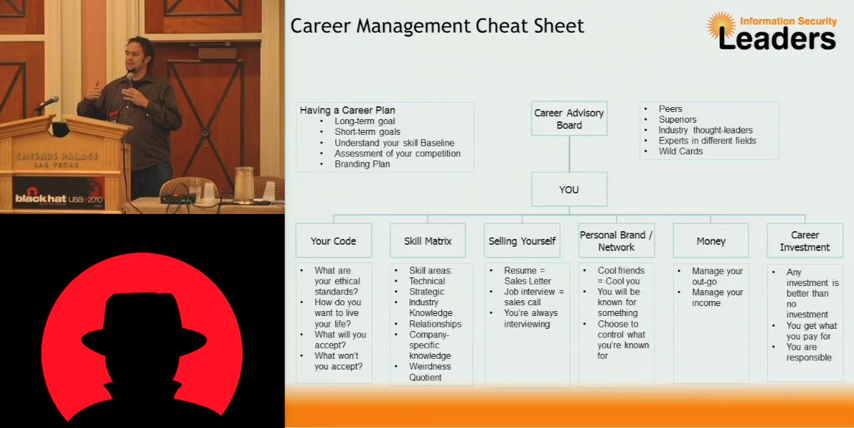 Career Management Cheat Sheet
Information Security
Leaders
CAESARS PALACE
LAS VEGAS
black hat USA + 2010
Having a Career Plan
• Long-term goal
• Short-term goals
• Understand your skill Baseline
• Assessment of your competition
• Branding Plan
Career Advisory
Board
• Peers
• Superiors
• Industry thought-leaders
• Experts in different fields
• Wild Cards
YOU
Your Code
• What are
your ethical
standards?
• How do you
want to live
your life?
• What will you
accept?
• What won't
you accept?
Skill Matrix
• Skill areas:
• Technical
• Strategic
• Industry
Knowledge
• Relationships
• Company-
specific
knowledge
• Weirdness
Quotient
Selling Yourself
• Resume =
Sales Letter
• Job interview =
sales call
• You're always
interviewing
Personal Brand /
Network
• Cool friends
= Cool you
• You will be
known for
something
• Choose to
control what
you're known
for
Money
• Manage your
out-go
• Manage your
income
Career
Investment
• Any
investment is
better than
no
investment
• You get what
you pay for
• You are
responsible